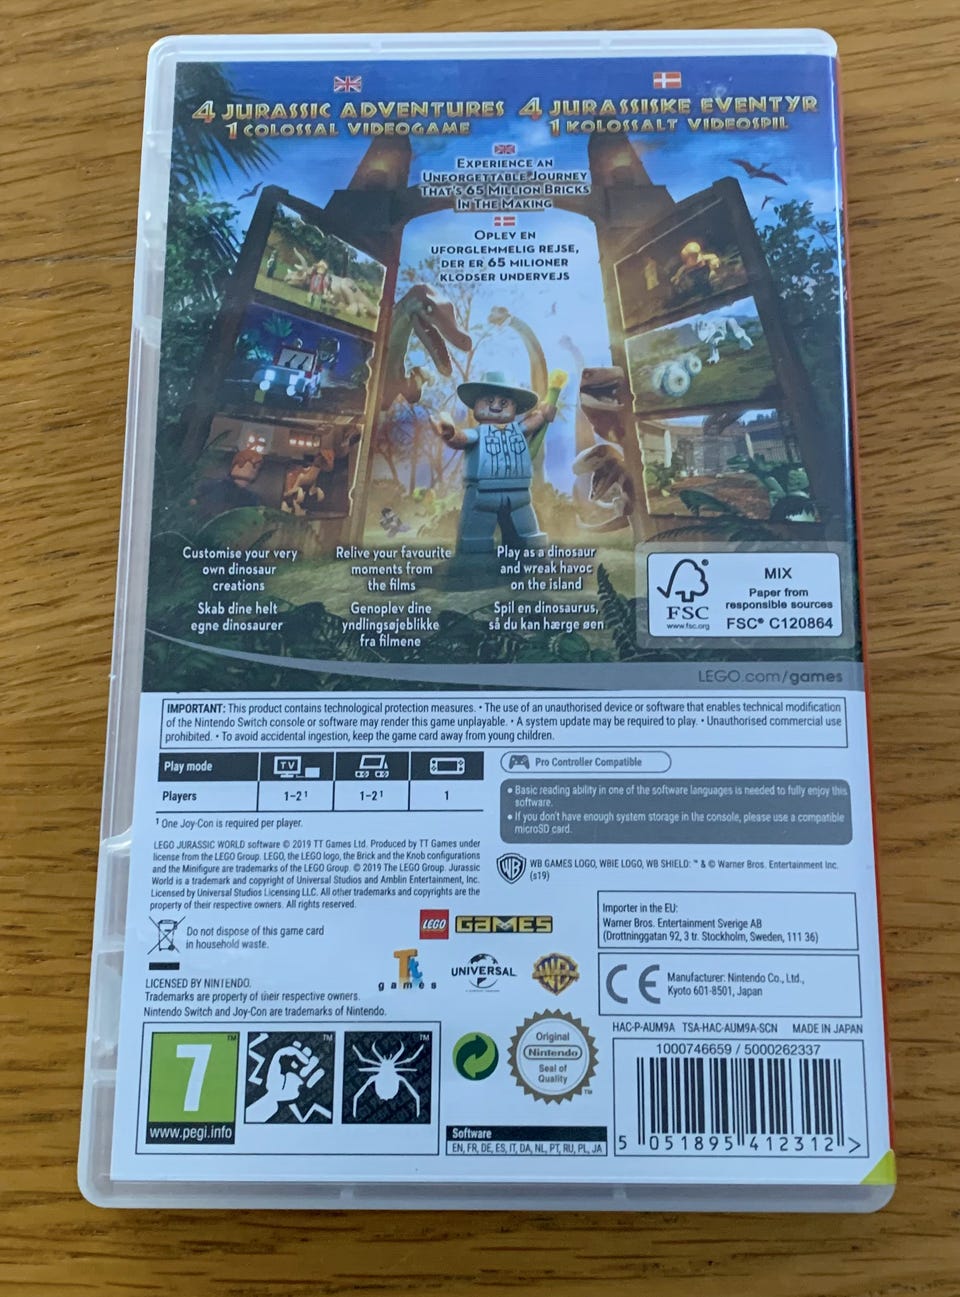 4 JURASSIC ADVENTURES
1 COLOSSAL VIDEOGAME
4 JURASSISKE EVENTYR
1 KOLOSSALT VIDEOSPIL
EXPERIENCE AN
UNFORGETTABLE JOURNEY
THAT'S 65 MILLION BRICKS
IN THE MAKING
OPLEV EN
UFORGLEMMELIG REJSE,
DER ER 65 MILIONER
KLODSER UNDERVEJS
Customise your very
own dinosaur
creations
Skab dine helt
egne dinosaurer
Relive your favourite
moments from
the films
Genoplev dine
yndlingsøjeblikke
fra filmene
Play as a dinosaur
and wreak havoc
on the island
Spil en dinosaurus,
så du kan hærge øen
FSC
www.fsc.org
MIX
Paper from
responsible sources
FSC® C120864
LEGO.com/games
IMPORTANT: This product contains technological protection measures. • The use of an unauthorised device or software that enables technical modification
of the Nintendo Switch console or software may render this game unplayable. • A system update may be required to play. • Unauthorised commercial use
prohibited. • To avoid accidental ingestion, keep the game card away from young children.
Play mode
TV
Players
1-2¹
1-2¹
1
¹ One Joy-Con is required per player.
Pro Controller Compatible
• Basic reading ability in one of the software languages is needed to fully enjoy this
software.
• If you don't have enough system storage in the console, please use a compatible
microSD card.
LEGO JURASSIC WORLD software © 2019 TT Games Ltd. Produced by TT Games under
license from the LEGO Group. LEGO, the LEGO logo, the Brick and the Knob configurations
and the Minifigure are trademarks of the LEGO Group. © 2019 The LEGO Group. Jurassic
World is a trademark and copyright of Universal Studios and Amblin Entertainment, Inc.
Licensed by Universal Studios Licensing LLC. All other trademarks and copyrights are the
property of their respective owners. All rights reserved.
WB
WB GAMES LOGO, WBIE LOGO, WB SHIELD: ™ & © Warner Bros. Entertainment Inc.
(s19)
Do not dispose of this game card
in household waste.
LEGO GAMES
Importer in the EU:
Warner Bros. Entertainment Sverige AB
(Drottninggatan 92, 3 tr. Stockholm, Sweden, 111 36)
Tt
games
UNIVERSAL
WB
CE
Manufacturer: Nintendo Co., Ltd.,
Kyoto 601-8501, Japan
LICENSED BY NINTENDO.
Trademarks are property of their respective owners.
Nintendo Switch and Joy-Con are trademarks of Nintendo.
HAC-P-AUM9A TSA-HAC-AUM9A-SCN MADE IN JAPAN
7
™
www.pegi.info
™
™
Original
Nintendo
Seal of
Quality
™
1000746659 / 5000262337
5 051895 412312 >
Software
EN, FR, DE, ES, IT, DA, NL, PT, RU, PL, JA